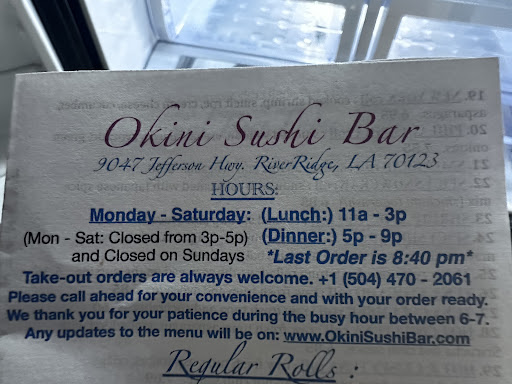 Okini Sushi Bar
9047 Jefferson Hwy. RiverRidge, LA 70123
HOURS:
Monday - Saturday: (Lunch:) 11a - 3p
(Mon - Sat: Closed from 3p-5p) (Dinner:) 5p - 9p
and Closed on Sundays *Last Order is 8:40 pm*
Take-out orders are always welcome. +1 (504) 470 - 2061
Please call ahead for your convenience and with your order ready.
We thank you for your patience during the busy hour between 6-7.
Any updates to the menu will be on: www.OkiniSushiBar.com
Regular Rolls :